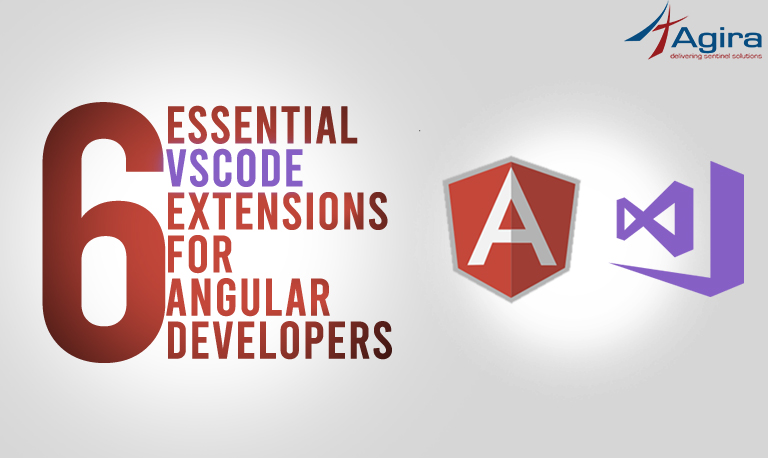 Agira
delivering sentinel solutions
6
ESSENTIAL
VSCODE
EXTENSIONS
FOR
ANGULAR
DEVELOPERS
A